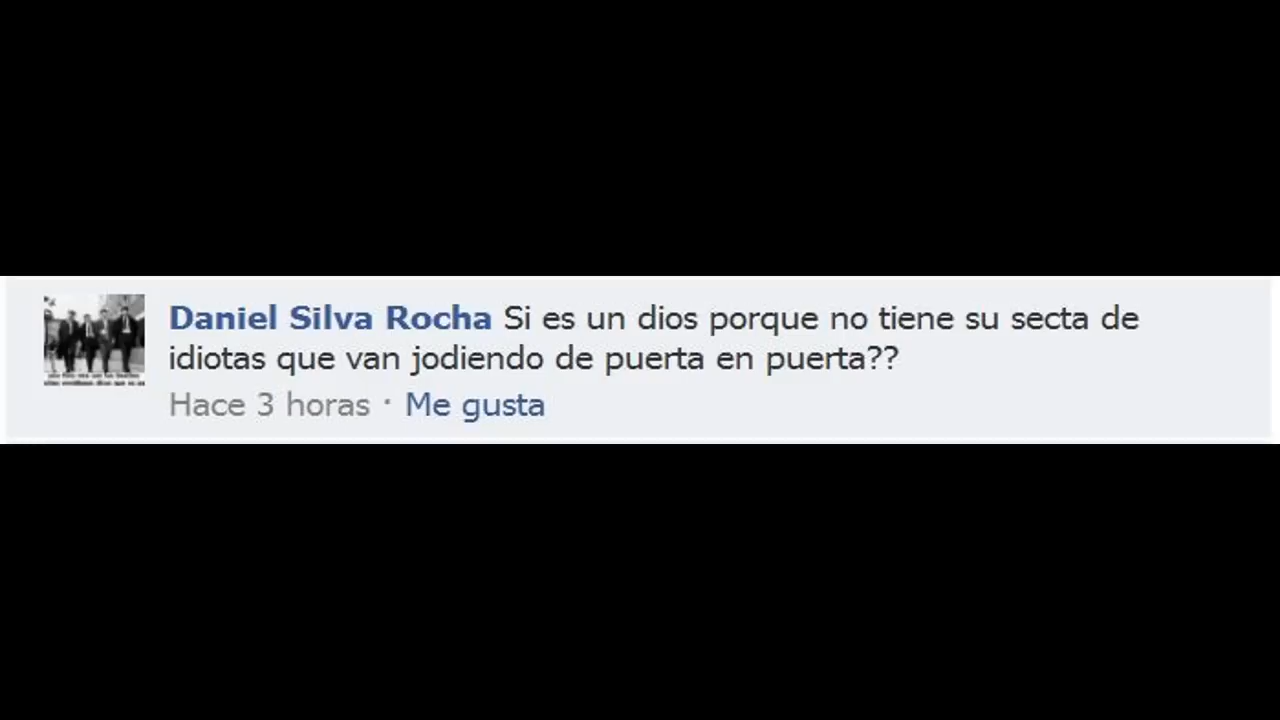 Daniel Silva Rocha Si es un dios porque no tiene su secta de
idiotas que van jodiendo de puerta en puerta??
Hace 3 horas · Me gusta